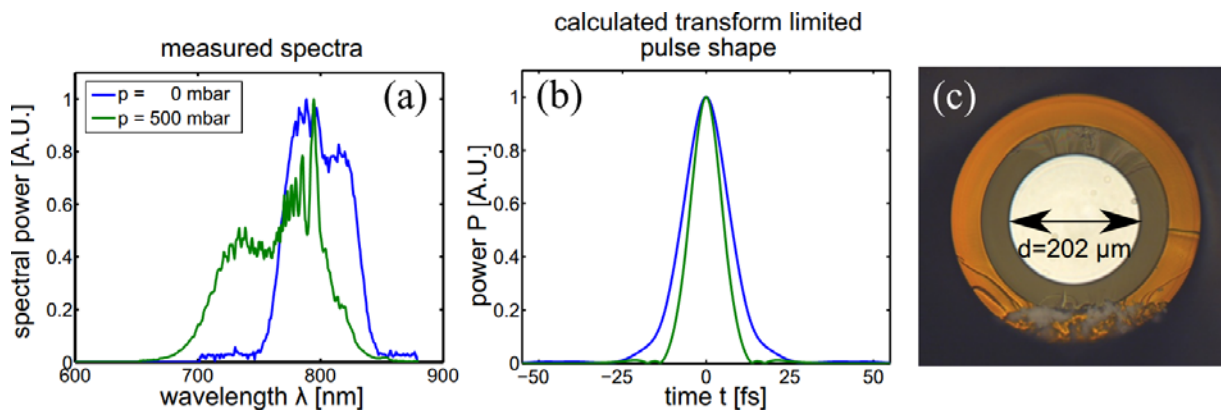 measured spectra
(a)
p = 0 mbar
p = 500 mbar
spectral power [A.U.]
1
0.8
0.6
0.4
0.2
0
600
700
800
900
wavelength λ [nm]
calculated transform limited
pulse shape
(b)
power P [A.U.]
1
0.8
0.6
0.4
0.2
0
−50
−25
0
25
50
time t [fs]
(c)
d=202 µm